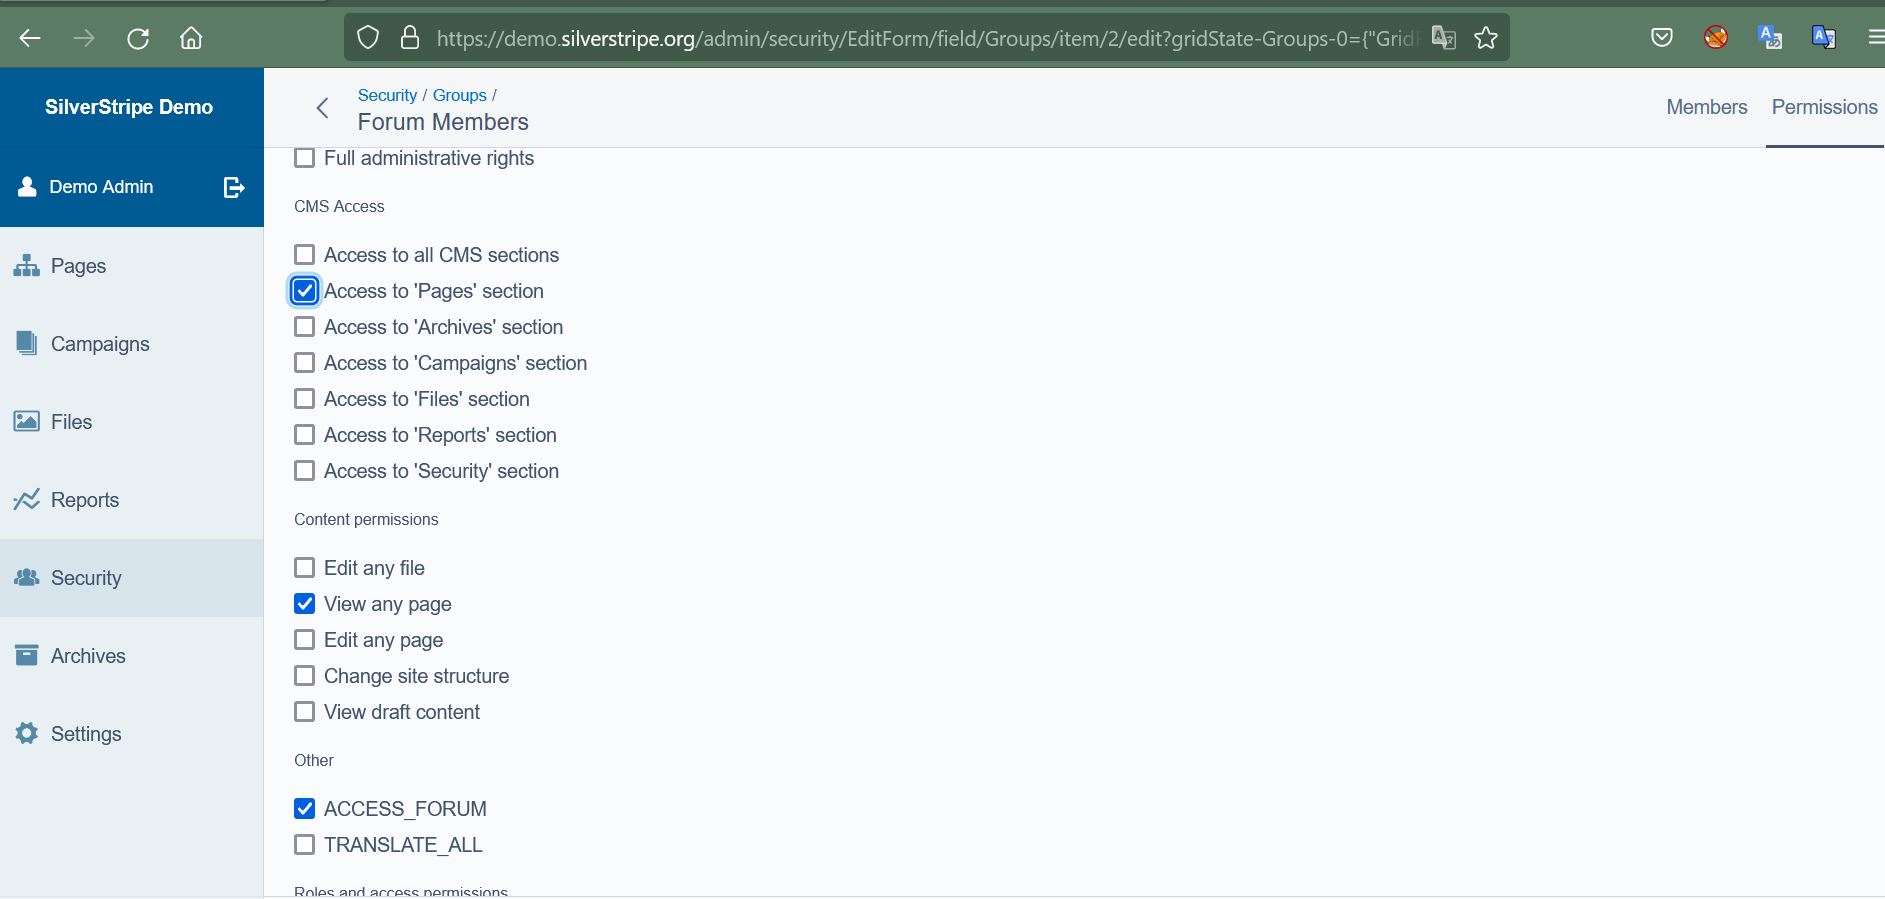 https://demo.silverstripe.org/admin/security/EditForm/field/Groups/item/2/edit?gridState-Groups-0={"Grid
SilverStripe Demo
Demo Admin
Pages
Campaigns
Files
Reports
Security
Archives
Settings
Security / Groups /
Forum Members
Members Permissions
Full administrative rights
CMS Access
Access to all CMS sections
Access to 'Pages' section
Access to 'Archives' section
Access to 'Campaigns' section
Access to 'Files' section
Access to 'Reports' section
Access to 'Security' section
Content permissions
Edit any file
View any page
Edit any page
Change site structure
View draft content
Other
ACCESS_FORUM
TRANSLATE_ALL
Roles and access permissions